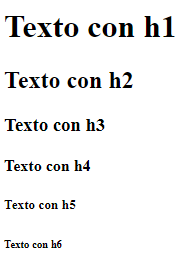 Texto con h1
Texto con h2
Texto con h3
Texto con h4
Texto con h5
Texto con h6